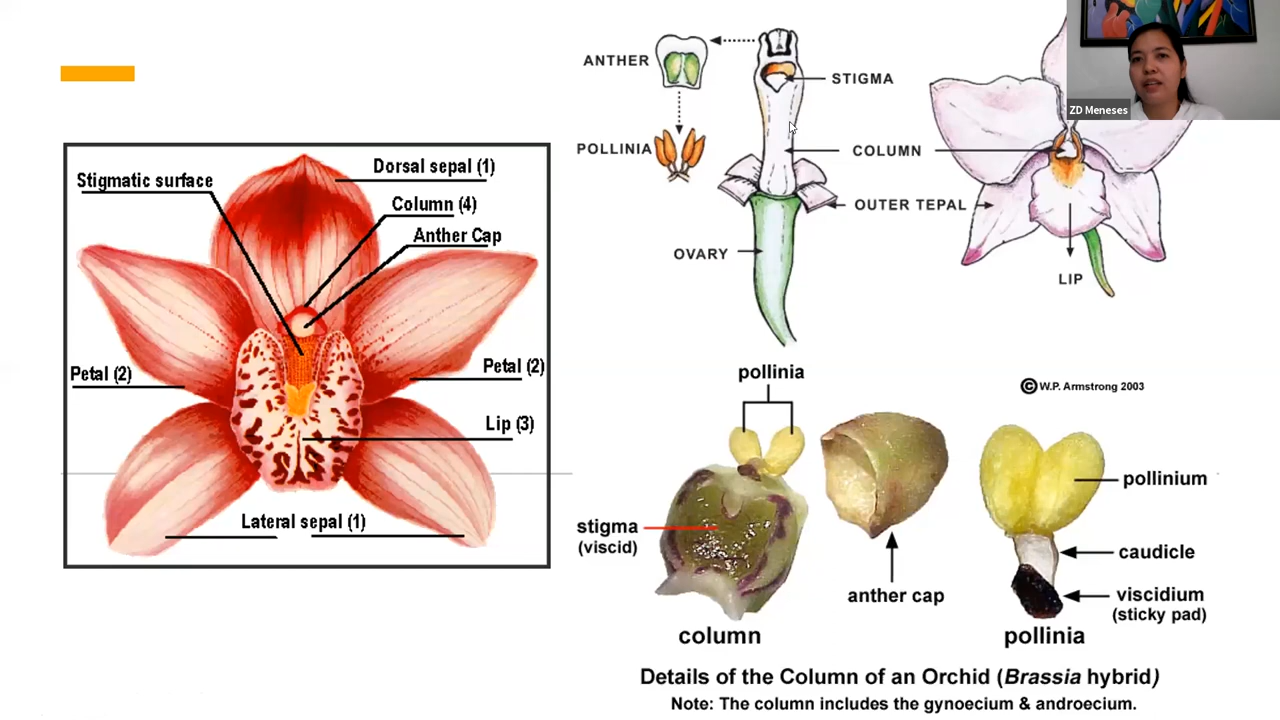 Stigmatic surface
Dorsal sepal (1)
Column (4)
Anther Cap
Petal (2)
Petal (2)
Lip (3)
Lateral sepal (1)
ANTHER
STIGMA
POLLINIA
COLUMN
OUTER TEPAL
OVARY
LIP
ZD Meneses
© W.P. Armstrong 2003
pollinia
stigma
(viscid)
column
anther cap
pollinium
caudicle
viscidium
(sticky pad)
pollinia
Details of the Column of an Orchid (Brassia hybrid)
Note: The column includes the gynoecium & androecium.